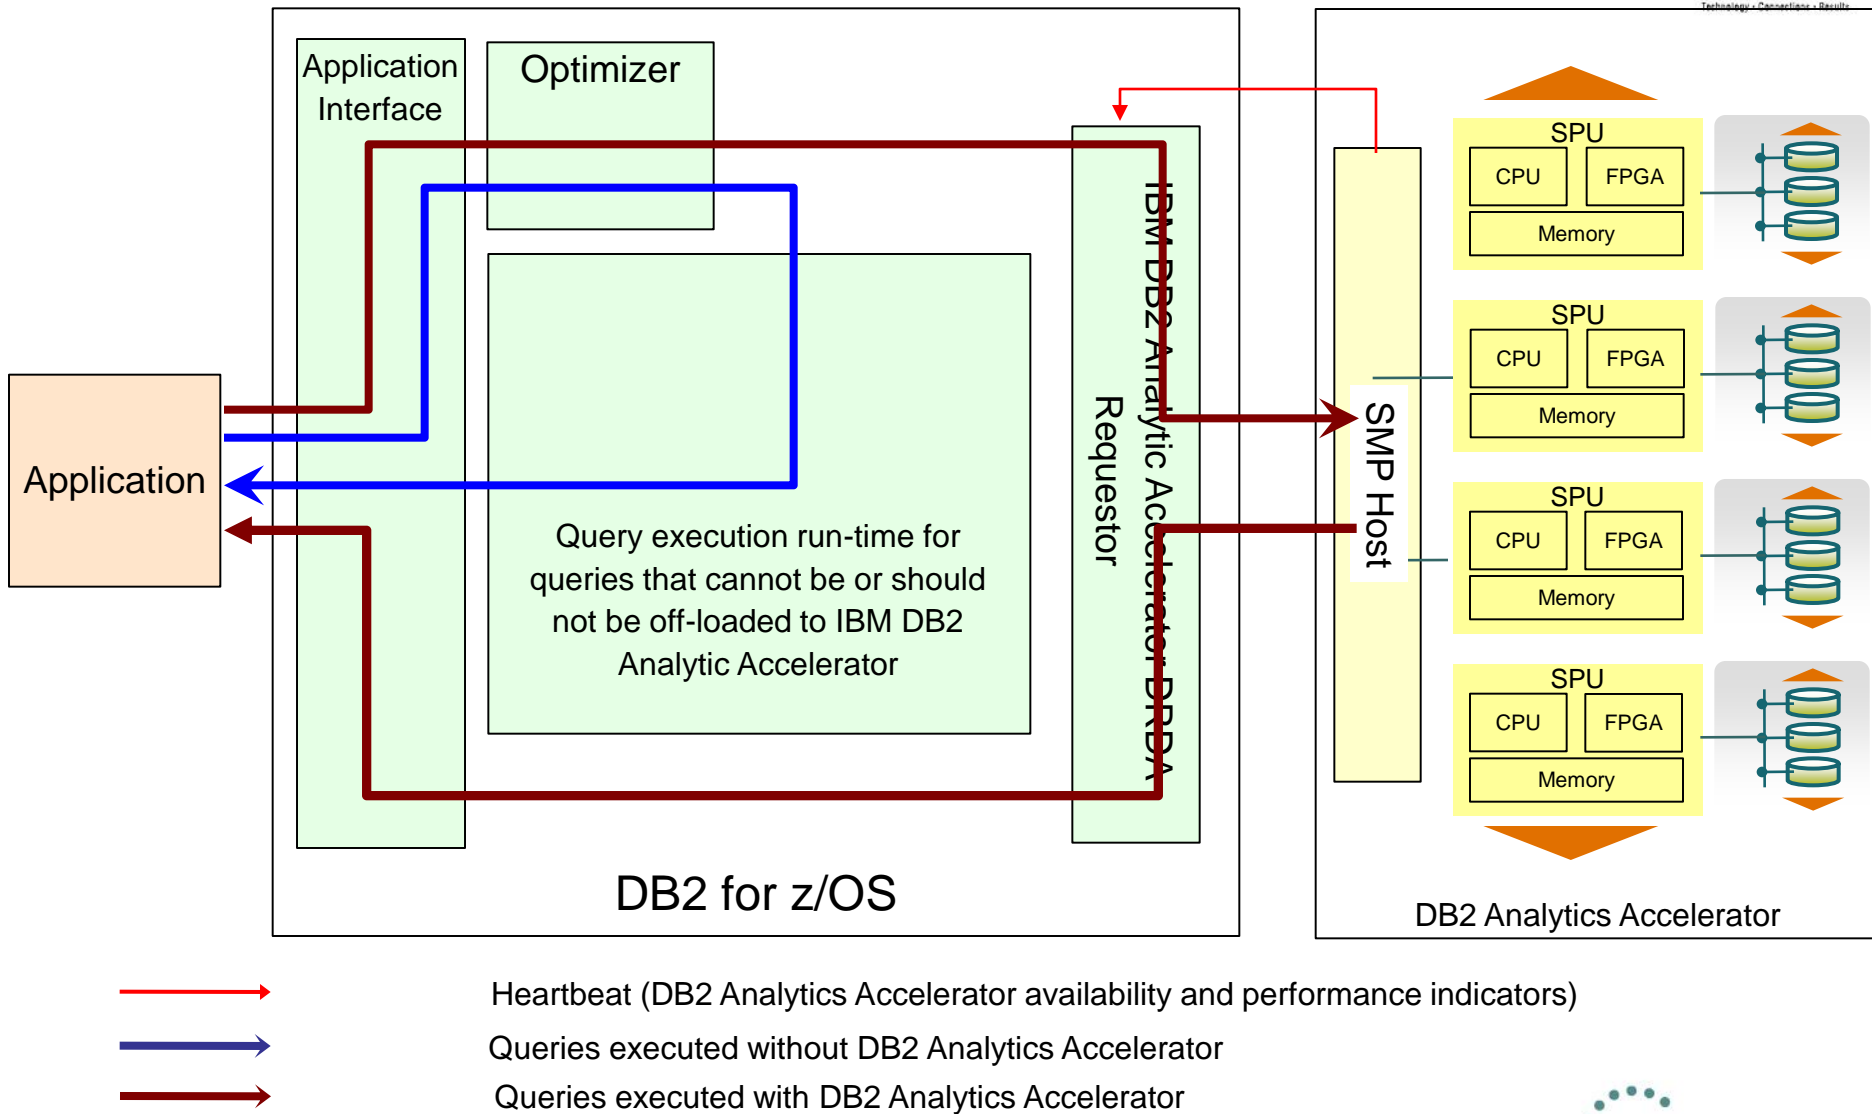 Technology • Connections • Results
Application
Interface
Optimizer
IBM DB2 Analytic Accelerator DRDA
Requestor
Application
Query execution run-time for
queries that cannot be or should
not be off-loaded to IBM DB2
Analytic Accelerator
DB2 for z/OS
SMP Host
SPU
CPU
FPGA
Memory
SPU
CPU
FPGA
Memory
SPU
CPU
FPGA
Memory
SPU
CPU
FPGA
Memory
DB2 Analytics Accelerator
Heartbeat (DB2 Analytics Accelerator availability and performance indicators)
Queries executed without DB2 Analytics Accelerator
Queries executed with DB2 Analytics Accelerator